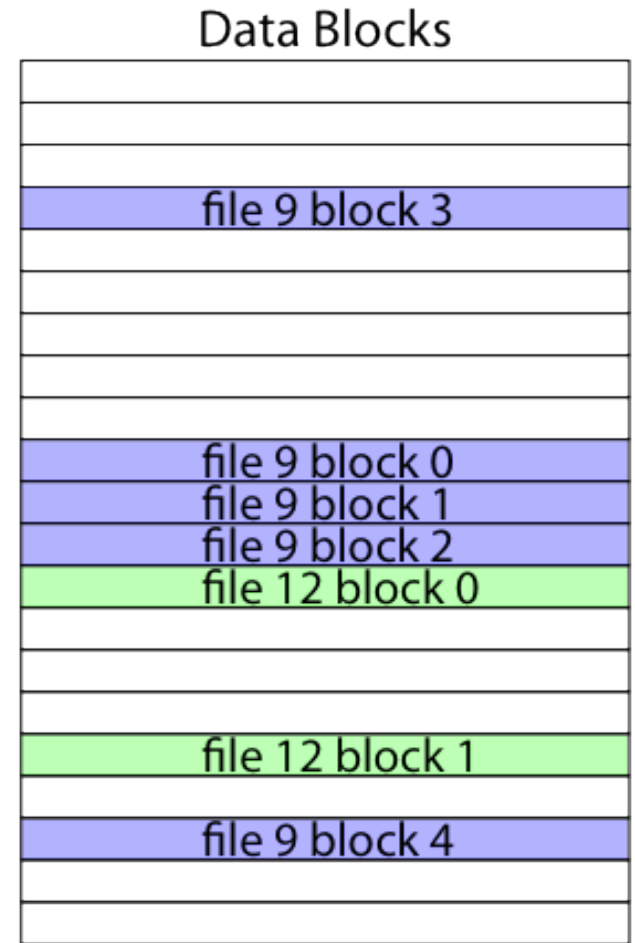 Data Blocks
file 9 block 3
file 9 block 0
file 9 block 1
file 9 block 2
file 12 block 0
file 12 block 1
file 9 block 4